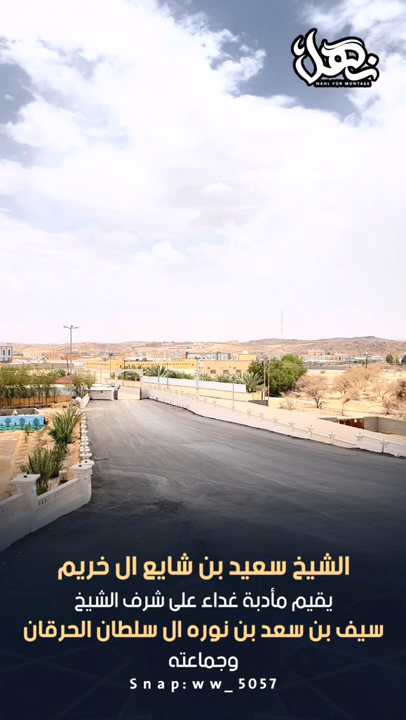 نهل
NAHL FOR MONTAGE
الشيخ سعيد بن شايع ال خريم
يقيم مأدبة غداء على شرف الشيخ
سيف بن سعد بن نوره ال سلطان الحرقان
وجماعته
Snap:ww_5057